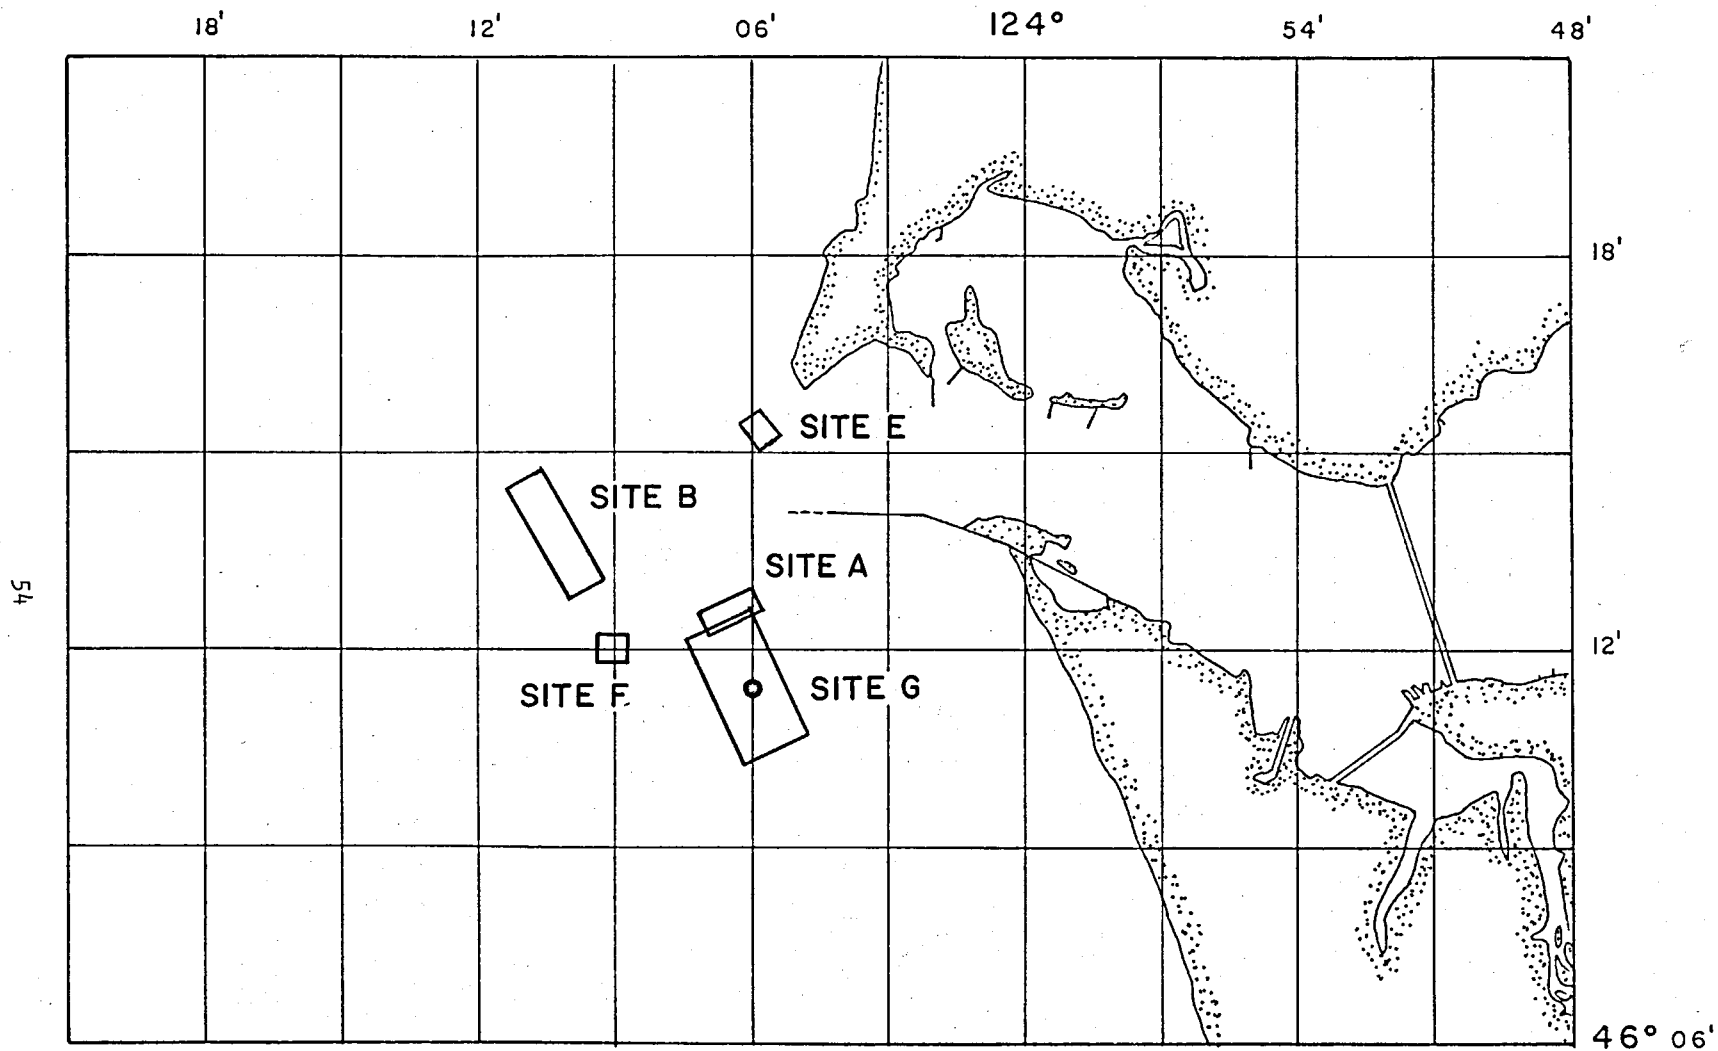 18' 12' 06' 124° 54' 48'
18'
SITE E
SITE B
SITE A
54
12'
SITE G
SITE F
46° 06'